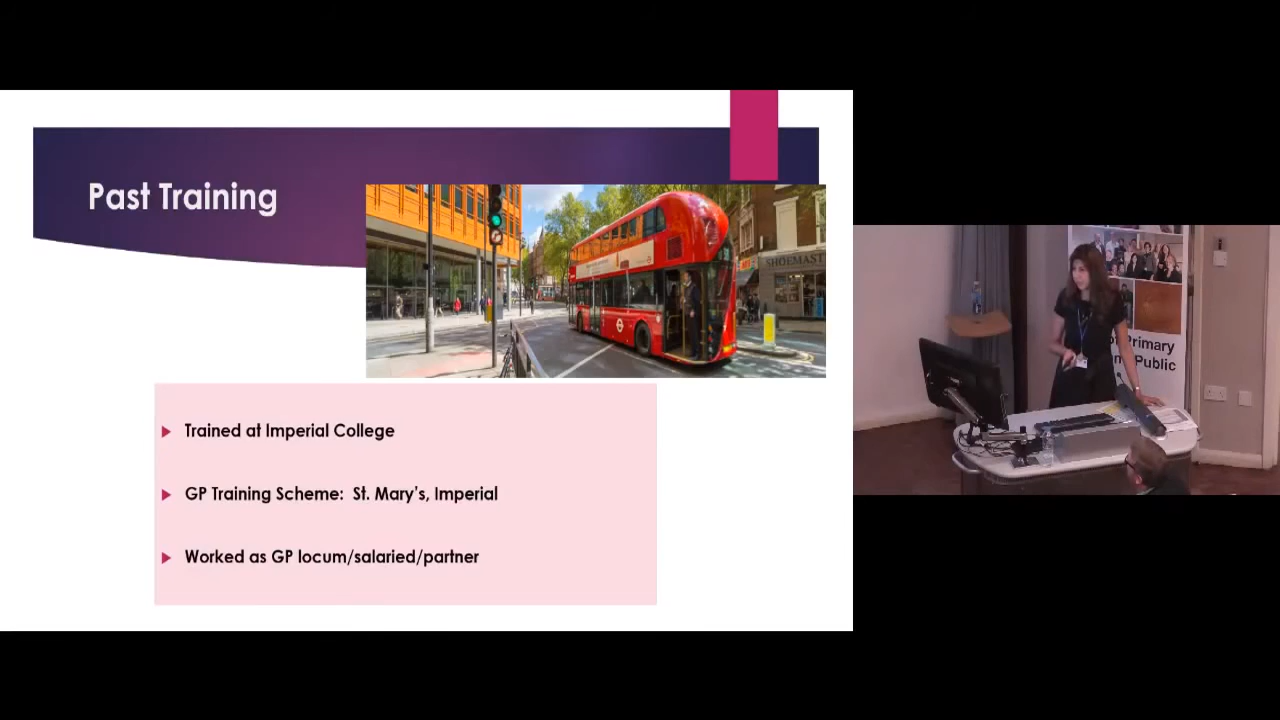 Past Training
SHOEMAST
Trained at Imperial College
GP Training Scheme: St. Mary's, Imperial
Worked as GP locum/salaried/partner
Primary
Public